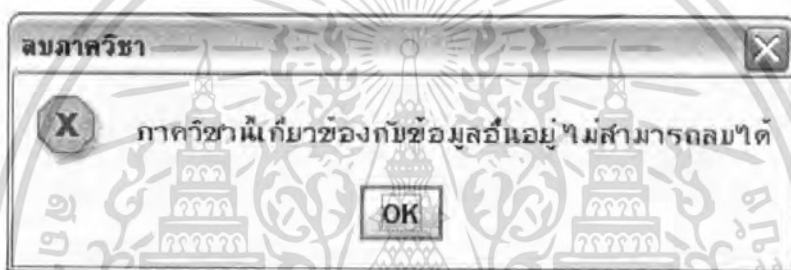 ลบภาควิชา
X
ภาควิชานี้เกี่ยวข้องกับข้อมูลอื่นอยู่ ไม่สามารถลบได้
OK